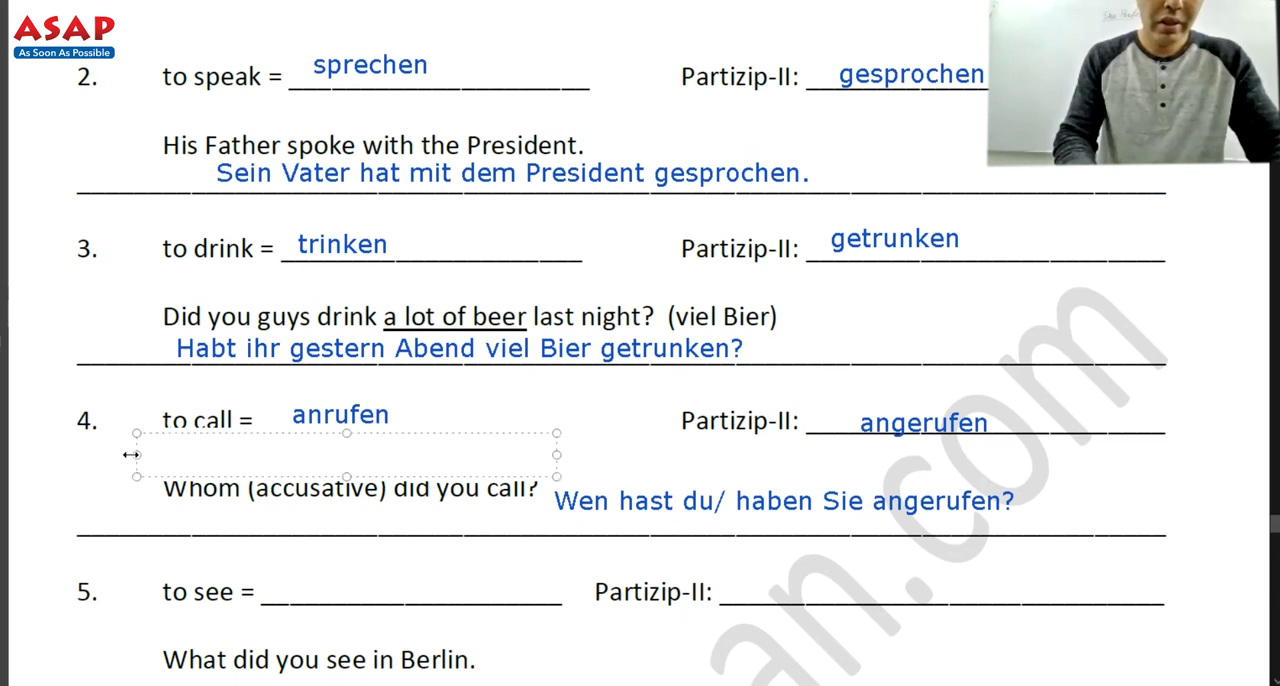 ASAP
As Soon As Possible
2. to speak = sprechen Partizip-II: gesprochen
His Father spoke with the President.
Sein Vater hat mit dem President gesprochen.
3. to drink = trinken Partizip-II: getrunken
Did you guys drink a lot of beer last night? (viel Bier)
Habt ihr gestern Abend viel Bier getrunken?
4. to call = anrufen Partizip-II: angerufen
Whom (accusative) did you call?
Wen hast du/ haben Sie angerufen?
5. to see = Partizip-II:
What did you see in Berlin.
an.com